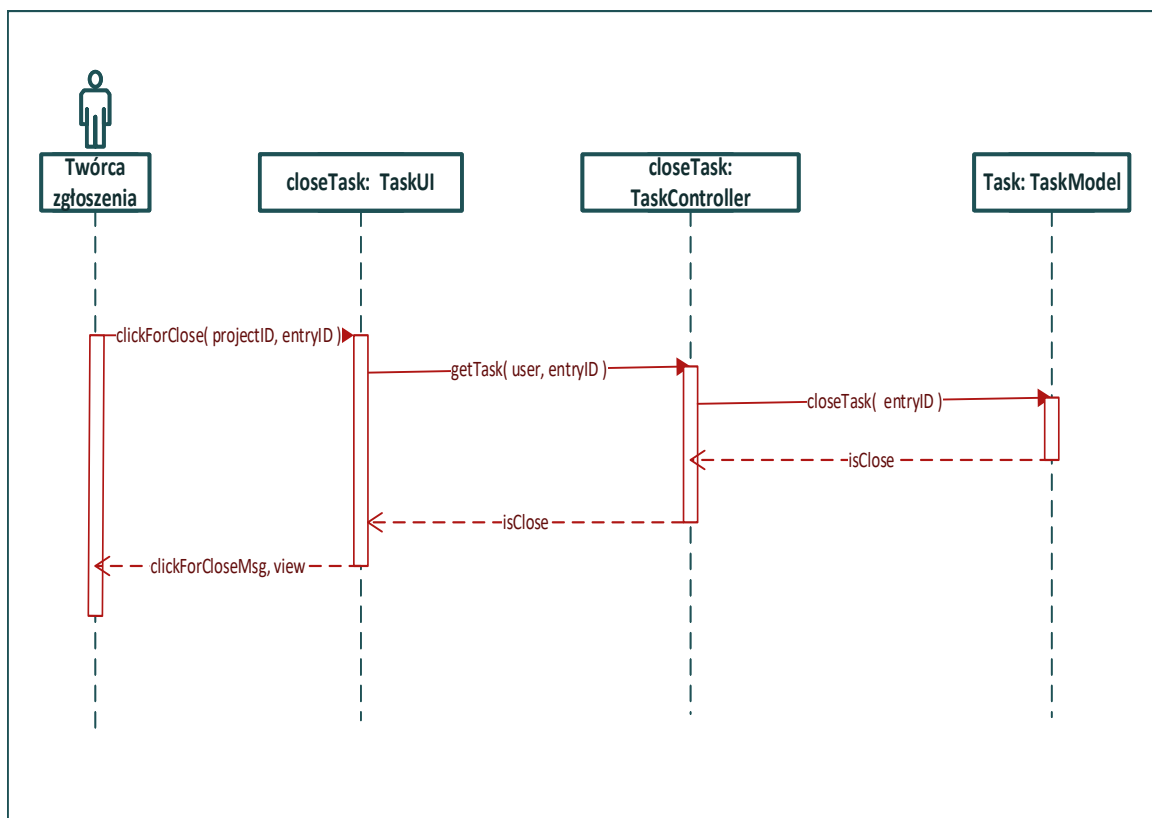 Twórca
zgłoszenia
closeTask:  TaskUI
closeTask:
TaskController
Task: TaskModel
clickForClose( projectID, entryID )
getTask( user, entryID )
closeTask(  entryID )
isClose
isClose
clickForCloseMsg, view